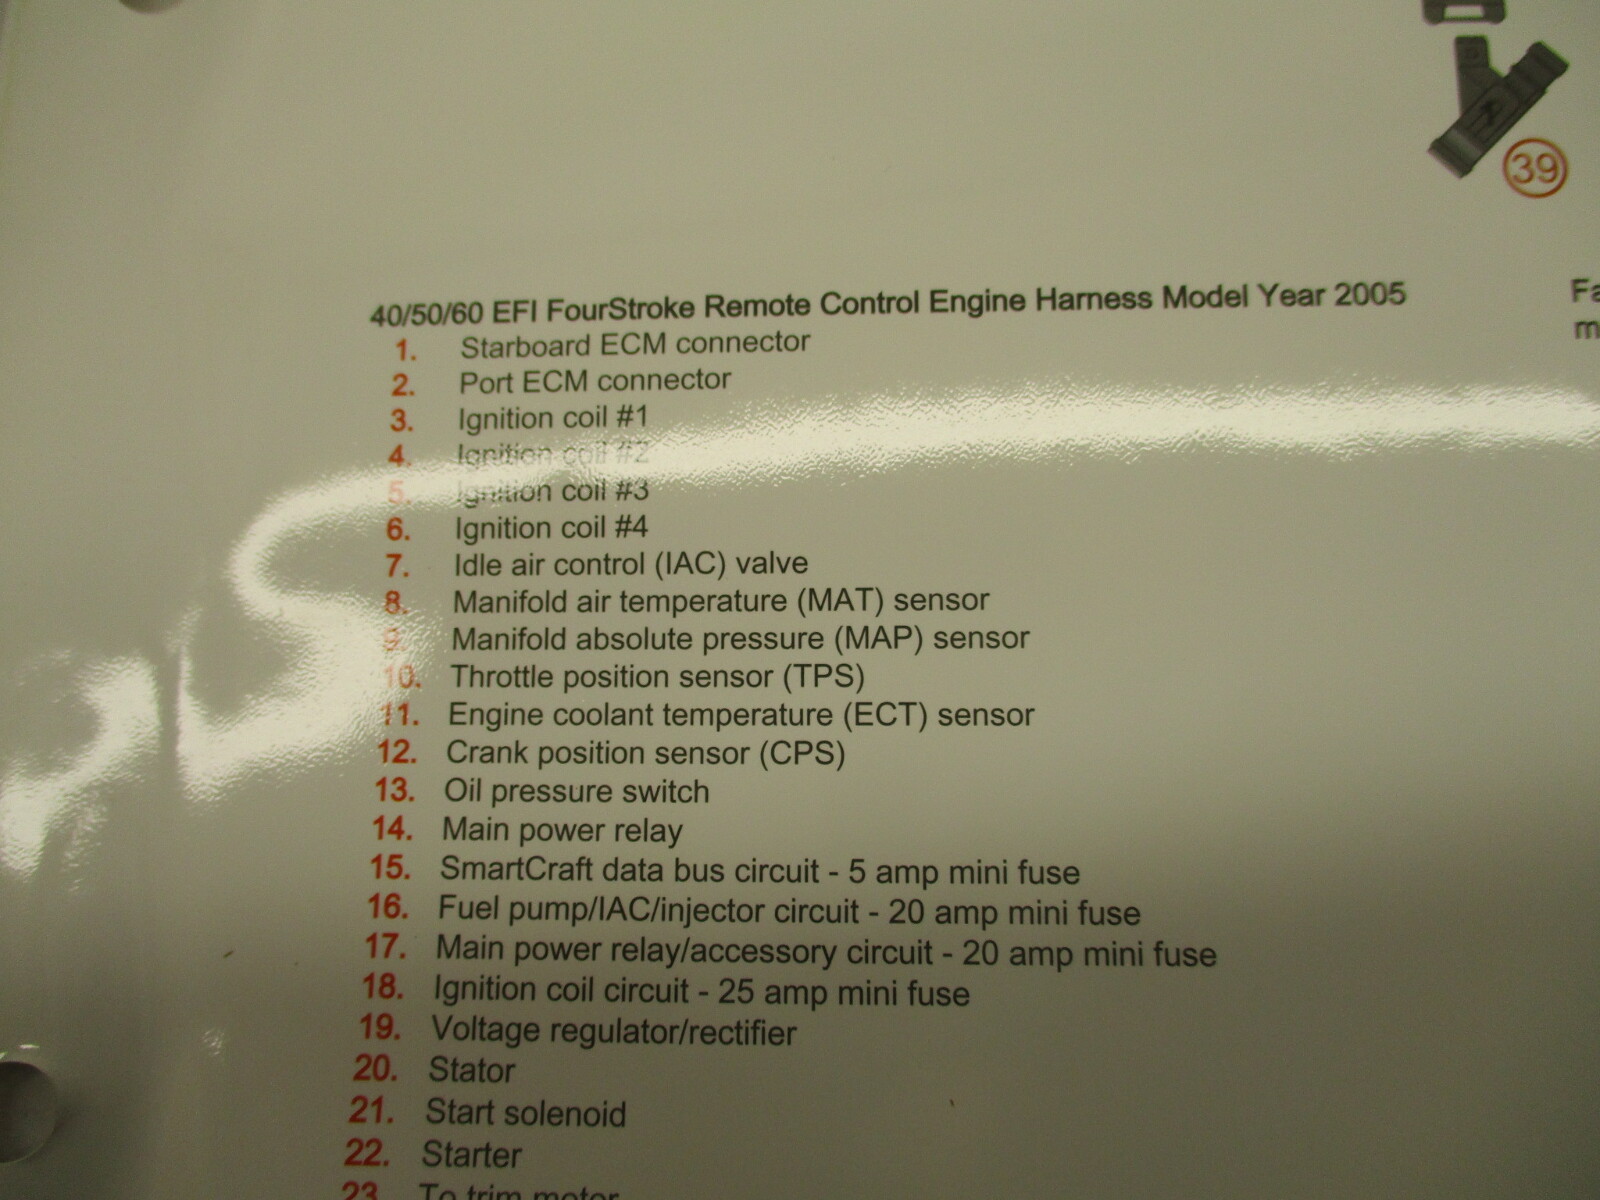 39
40/50/60 EFI FourStroke Remote Control Engine Harness Model Year 2005
1. Starboard ECM connector
2. Port ECM connector
3. Ignition coil #1
4. Ignition coil #2
5. Ignition coil #3
6. Ignition coil #4
7. Idle air control (IAC) valve
8. Manifold air temperature (MAT) sensor
9. Manifold absolute pressure (MAP) sensor
10. Throttle position sensor (TPS)
11. Engine coolant temperature (ECT) sensor
12. Crank position sensor (CPS)
13. Oil pressure switch
14. Main power relay
15. SmartCraft data bus circuit - 5 amp mini fuse
16. Fuel pump/IAC/injector circuit - 20 amp mini fuse
17. Main power relay/accessory circuit - 20 amp mini fuse
18. Ignition coil circuit - 25 amp mini fuse
19. Voltage regulator/rectifier
20. Stator
21. Start solenoid
22. Starter
23. To trim motor